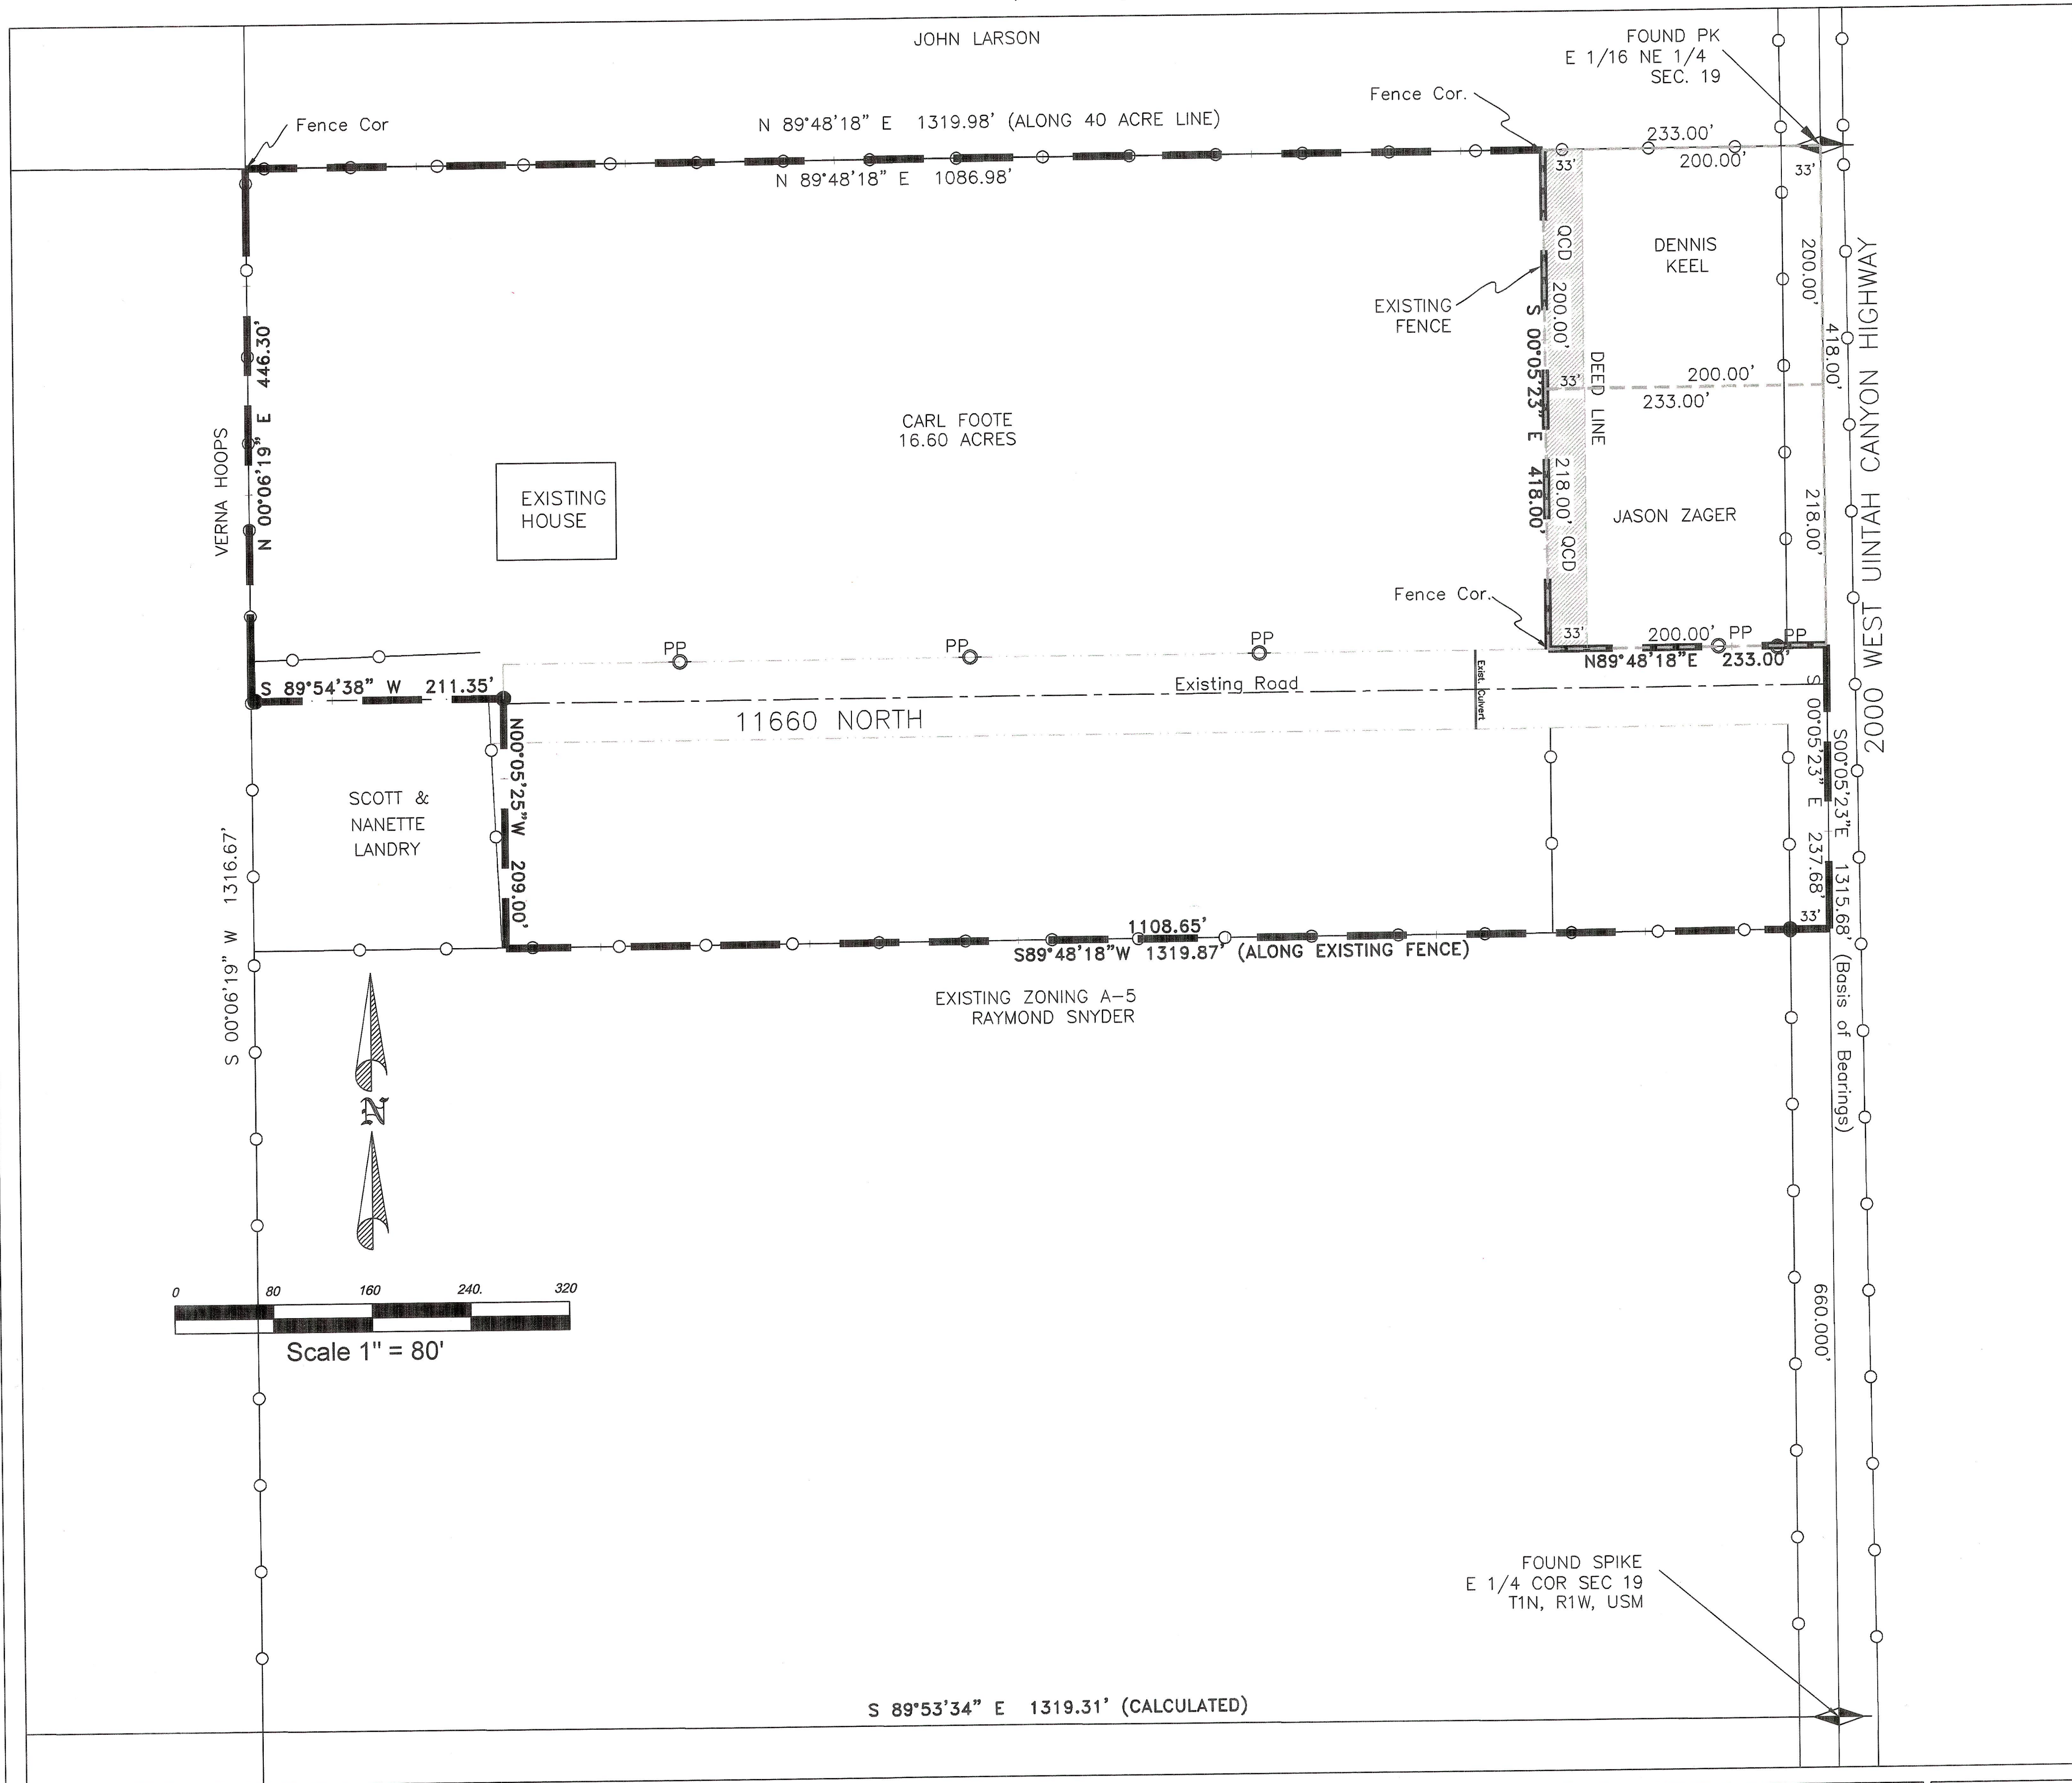 JOHN LARSON
FOUND PK
E 1/16 NE 1/4
SEC. 19
Fence Cor.
Fence Cor
N 89°48'18" E 1319.98' (ALONG 40 ACRE LINE)
233.00'
33'
200.00'
33'
N 89°48'18" E 1086.98'
QCD
200.00'
DENNIS
KEEL
200.00'
EXISTING
FENCE
S 00°05'23" E 418.00'
DEED LINE
418.00'
2000 WEST UINTAH CANYON HIGHWAY
N 00°06'19" E 446.30'
33'
200.00'
233.00'
VERNA HOOPS
CARL FOOTE
16.60 ACRES
EXISTING
HOUSE
218.00'
QCD
JASON ZAGER
218.00'
Fence Cor.
33'
200.00'
PP
PP
PP
PP
PP
N89°48'18"E 233.00'
S 89°54'38" W 211.35'
Existing Road
Exist. Culvert
11660 NORTH
S 00°05'23" E 237.68'
S00°05'23"E 1315.68' (Basis of Bearings)
N00°05'25"W 209.00'
SCOTT &
NANETTE
LANDRY
S 00°06'19" W 1316.67'
33'
1108.65'
S89°48'18"W 1319.87' (ALONG EXISTING FENCE)
EXISTING ZONING A-5
RAYMOND SNYDER
N
0 80 160 240. 320
Scale 1" = 80'
660.000'
FOUND SPIKE
E 1/4 COR SEC 19
T1N, R1W, USM
S 89°53'34" E 1319.31' (CALCULATED)